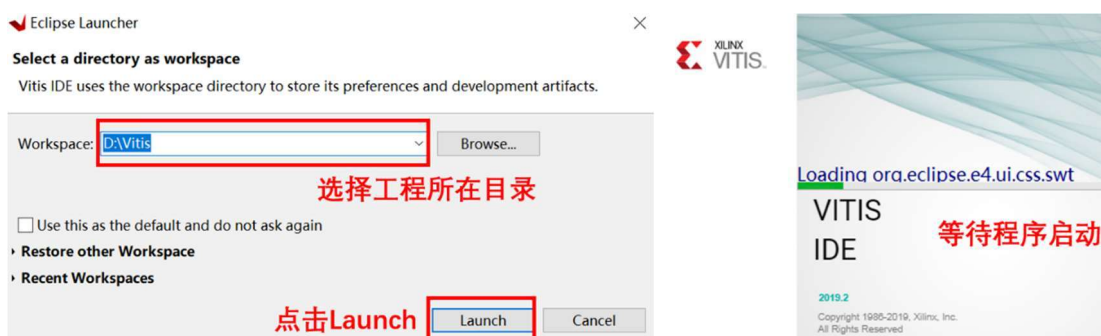 Eclipse Launcher
Select a directory as workspace
Vitis IDE uses the workspace directory to store its preferences and development artifacts.
Workspace: D:\Vitis Browse...
选择工程所在目录
Use this as the default and do not ask again
Restore other Workspace
Recent Workspaces
点击Launch Launch Cancel
XILINX
VITIS.
Loading org.eclipse.e4.ui.css.swt
VITIS
IDE
等待程序启动
2019.2
Copyright 1986-2019, Xilinx, Inc.
All Rights Reserved